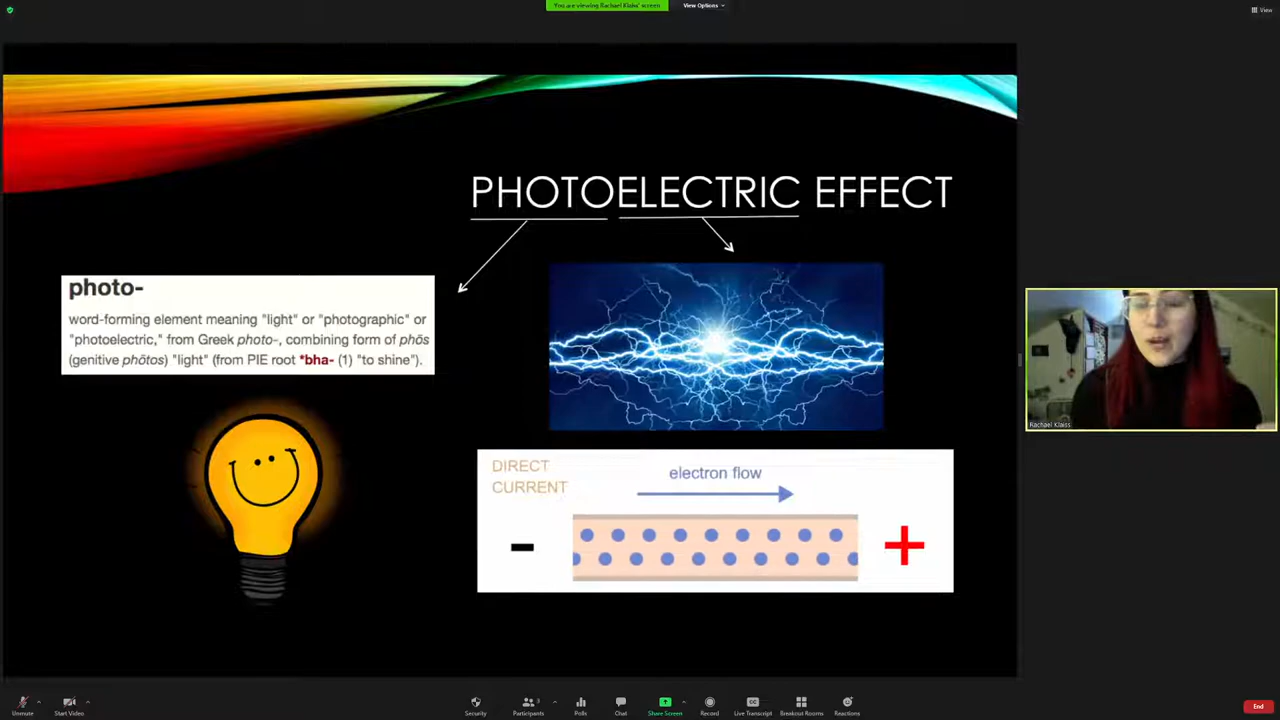 You are viewing Rachael Klaiss' screen
View Options
View
PHOTOELECTRIC EFFECT
photo-
word-forming element meaning "light" or "photographic" or
"photoelectric," from Greek photo-, combining form of phōs
(genitive phōtos) "light" (from PIE root *bha- (1) "to shine").
DIRECT
CURRENT
electron flow
-
+
Rachael Klaiss
Unmute
Start Video
Security
Participants
3
Polls
Chat
Share Screen
Record
Live Transcript
Breakout Rooms
Reactions
End